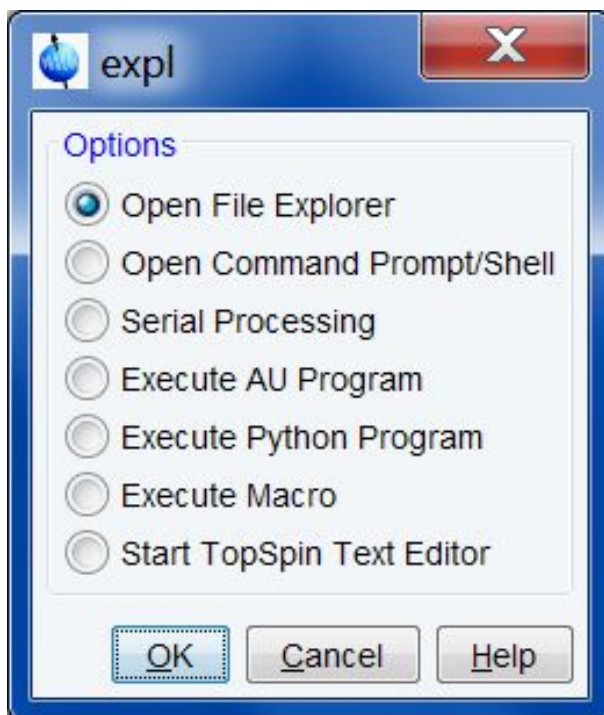 expl
Options
Open File Explorer
Open Command Prompt/Shell
Serial Processing
Execute AU Program
Execute Python Program
Execute Macro
Start TopSpin Text Editor
OK Cancel Help